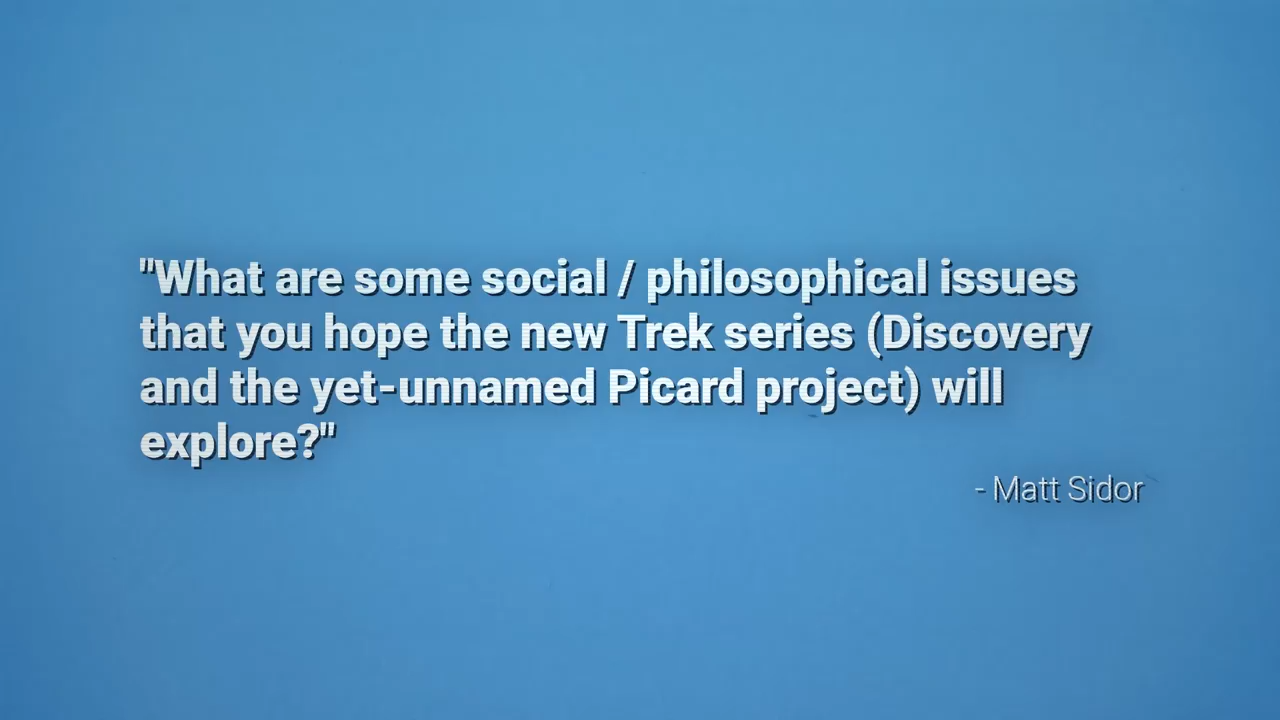 "What are some social / philosophical issues
that you hope the new Trek series (Discovery
and the yet-unnamed Picard project) will
explore?"
- Matt Sidor